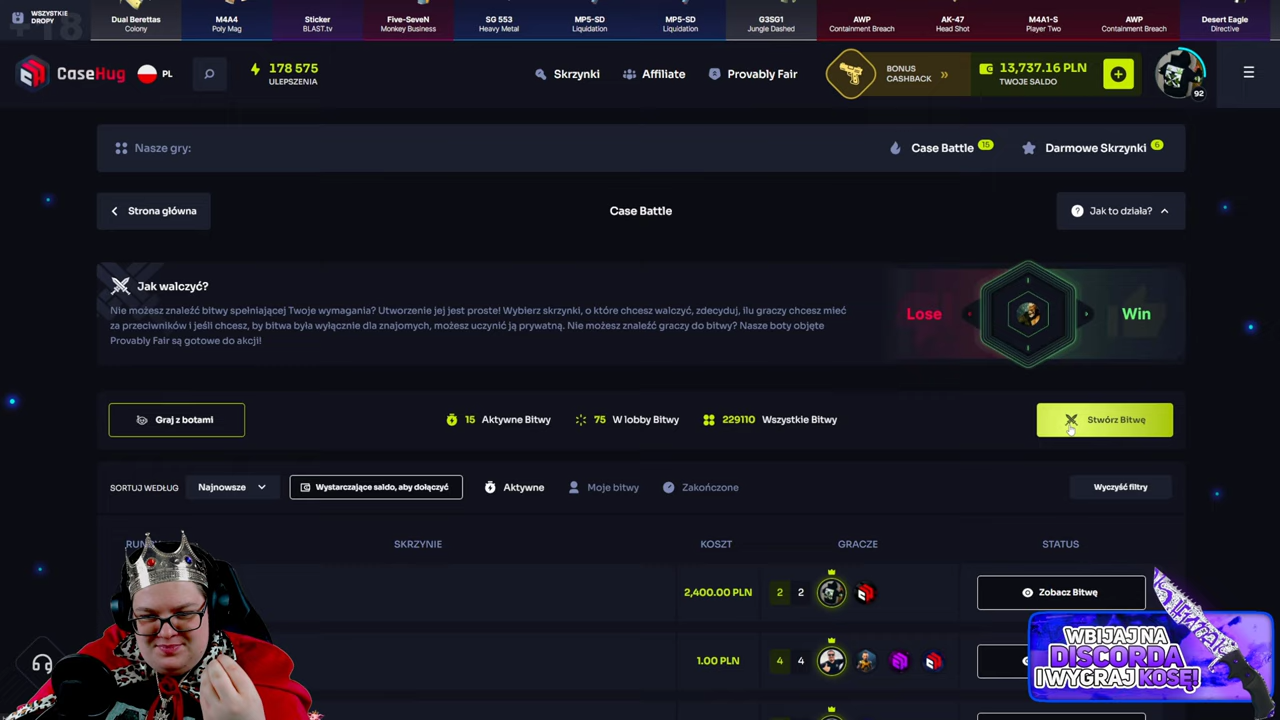 WSZYSTKIE
DROPY
+18
Dual Berettas
Colony
M4A4
Poly Mag
Sticker
BLAST.tv
Five-SeveN
Monkey Business
SG 553
Heavy Metal
MP5-SD
Liquidation
MP5-SD
Liquidation
G3SG1
Jungle Dashed
AWP
Containment Breach
AK-47
Head Shot
M4A1-S
Player Two
AWP
Containment Breach
Desert Eagle
Directive
CaseHug
PL
178 575
ULEPSZENIA
Skrzynki
Affiliate
Provably Fair
BONUS
CASHBACK
13,737.16 PLN
TWOJE SALDO
92
Nasze gry:
Case Battle 15
Darmowe Skrzynki 6
Strona główna
Case Battle
Jak to działa?
Jak walczyć?
Nie możesz znaleźć bitwy spełniającej Twoje wymagania? Utworzenie jej jest proste! Wybierz skrzynki, o które chcesz walczyć, zdecyduj, ilu graczy chcesz mieć
za przeciwników i jeśli chcesz, by bitwa była wyłącznie dla znajomych, możesz uczynić ją prywatną. Nie możesz znaleźć graczy do bitwy? Nasze boty objęte
Provably Fair są gotowe do akcji!
Lose
Win
Graj z botami
15 Aktywne Bitwy
75 W lobby Bitwy
229110 Wszystkie Bitwy
Stwórz Bitwę
SORTUJ WEDŁUG
Najnowsze
Wystarczające saldo, aby dołączyć
Aktywne
Moje bitwy
Zakończone
Wyczyść filtry
SKRZYNIE
KOSZT
GRACZE
STATUS
2,400.00 PLN
2 2
Zobacz Bitwę
1.00 PLN
4 4
WBIJAJ NA
DISCORDA
I WYGRAJ KOSĘ!